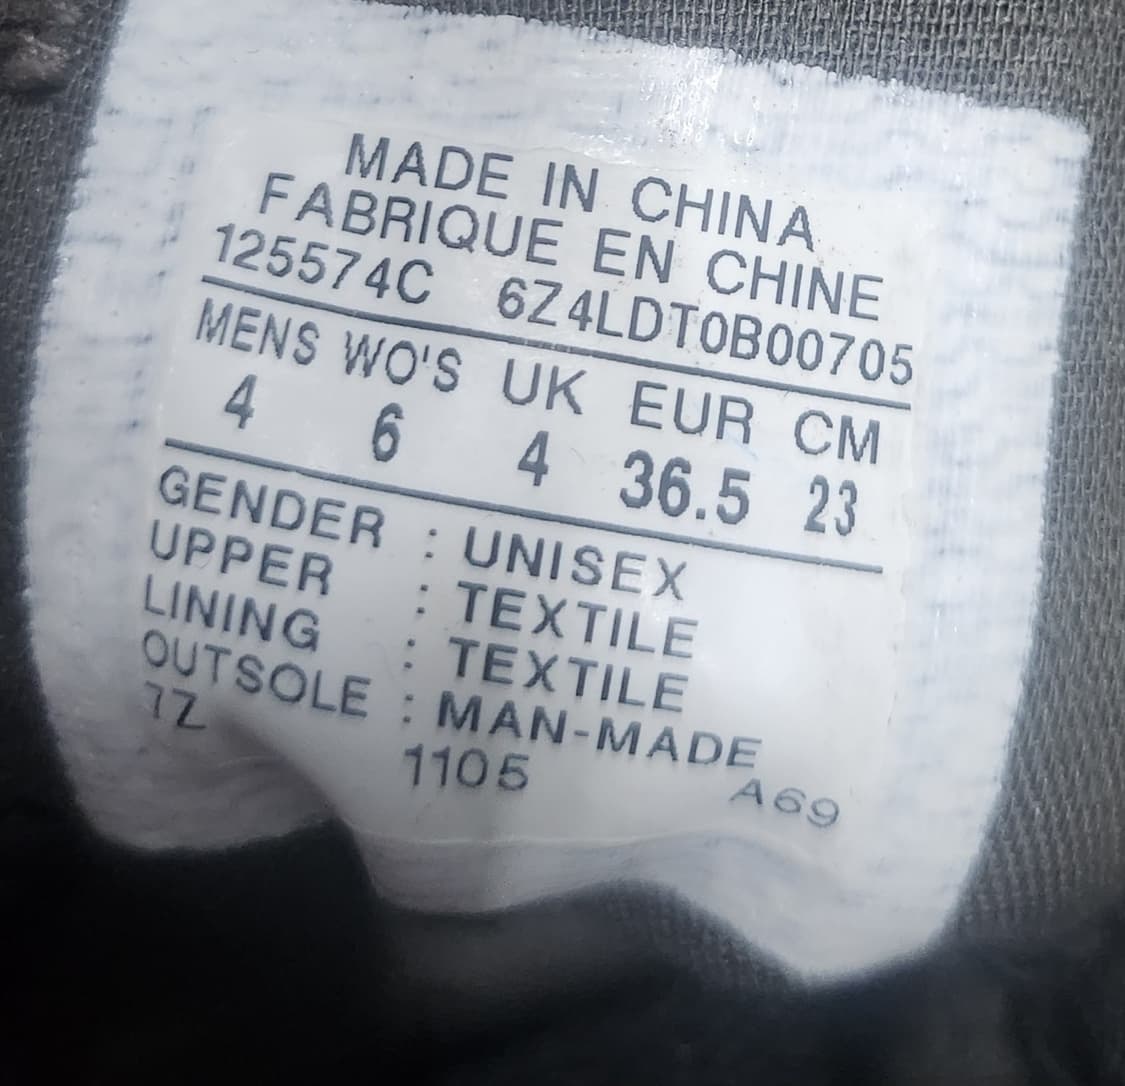 MADE IN CHINA
FABRIQUE EN CHINE
125574C 6Z4LDT0B00705
MENS WO'S UK EUR CM
4 6 4 36.5 23
GENDER : UNISEX
UPPER : TEXTILE
LINING : TEXTILE
OUTSOLE : MAN-MADE
1Z 1105 A69